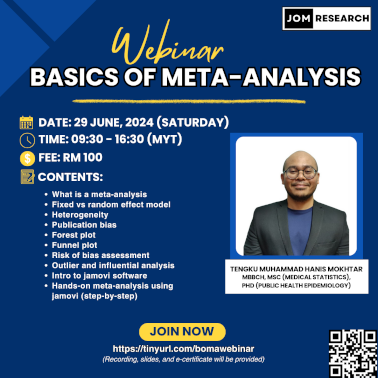 JOM RESEARCH
Webinar
BASICS OF META-ANALYSIS
DATE: 29 JUNE, 2024 (SATURDAY)
TIME: 09:30 - 16:30 (MYT)
FEE: RM 100
CONTENTS:
What is a meta-analysis
Fixed vs random effect model
Heterogeneity
Publication bias
Forest plot
Funnel plot
Risk of bias assessment
Outlier and influential analysis
Intro to jamovi software
Hands-on meta-analysis using
jamovi (step-by-step)
TENGKU MUHAMMAD HANIS MOKHTAR
MBBCH, MSC (MEDICAL STATISTICS),
PHD (PUBLIC HEALTH EPIDEMIOLOGY)
JOIN NOW
https://tinyurl.com/bomawebinar
(Recording, slides, and e-certificate will be provided)